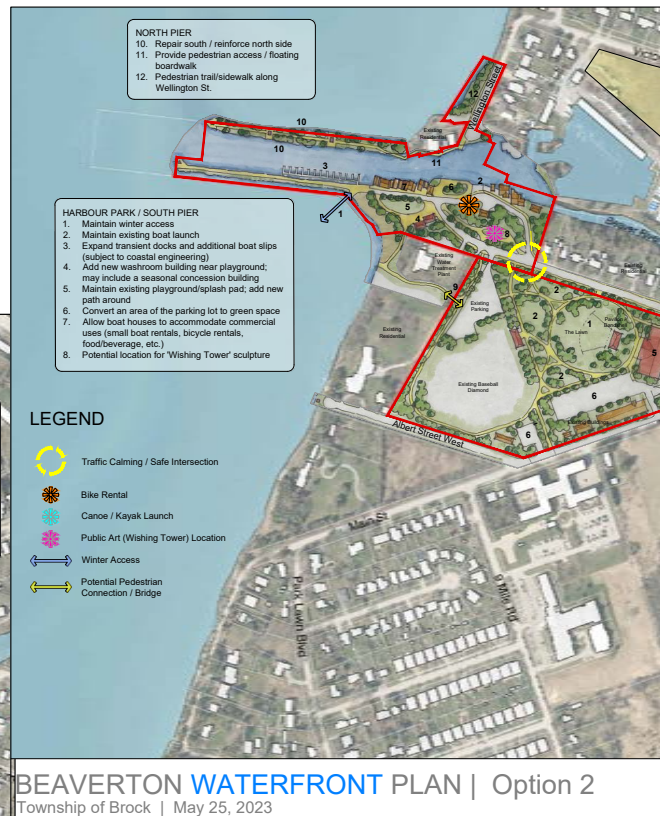 NORTH PIER
10. Repair south / reinforce north side
11. Provide pedestrian access / floating
boardwalk
12. Pedestrian trail/sidewalk along
Wellington St.
HARBOUR PARK / SOUTH PIER
1. Maintain winter access
2. Maintain existing boat launch
3. Expand transient docks and additional boat slips
(subject to coastal engineering)
4. Add new washroom building near playground;
may include a seasonal concession building
5. Maintain existing playground/splash pad; add new
path around
6. Convert an area of the parking lot to green space
7. Allow boat houses to accommodate commercial
uses (small boat rentals, bicycle rentals,
food/beverage, etc.)
8. Potential location for 'Wishing Tower' sculpture
LEGEND
Traffic Calming / Safe Intersection
Bike Rental
Canoe / Kayak Launch
Public Art (Wishing Tower) Location
Winter Access
Potential Pedestrian
Connection / Bridge
12
Wellington Street
Existing
Residential
10
10
11
3
2
7
6
5
1
4
8
Existing
Water
Treatment
Plant
Existing
Residential
9
Existing
Parking
2
2
1
The Lawn
5
Existing
Residential
Existing Baseball
Diamond
2
6
6
Albert Street West
Main St
Park Lawn Blvd
9 Mile Rd
BEAVERTON WATERFRONT PLAN | Option 2
Township of Brock | May 25, 2023